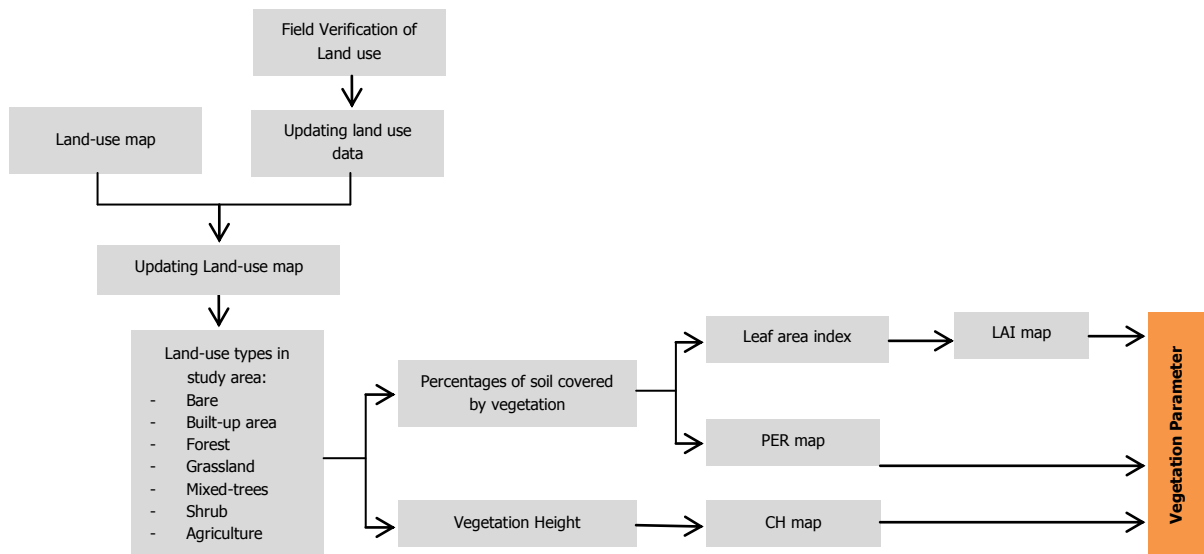 Field Verification of
Land use
Land-use map
Updating land use
data
Updating Land-use map
Land-use types in
study area:
- Bare
- Built-up area
- Forest
- Grassland
- Mixed-trees
- Shrub
- Agriculture
Percentages of soil covered
by vegetation
Vegetation Height
Leaf area index
LAI map
PER map
CH map
Vegetation Parameter